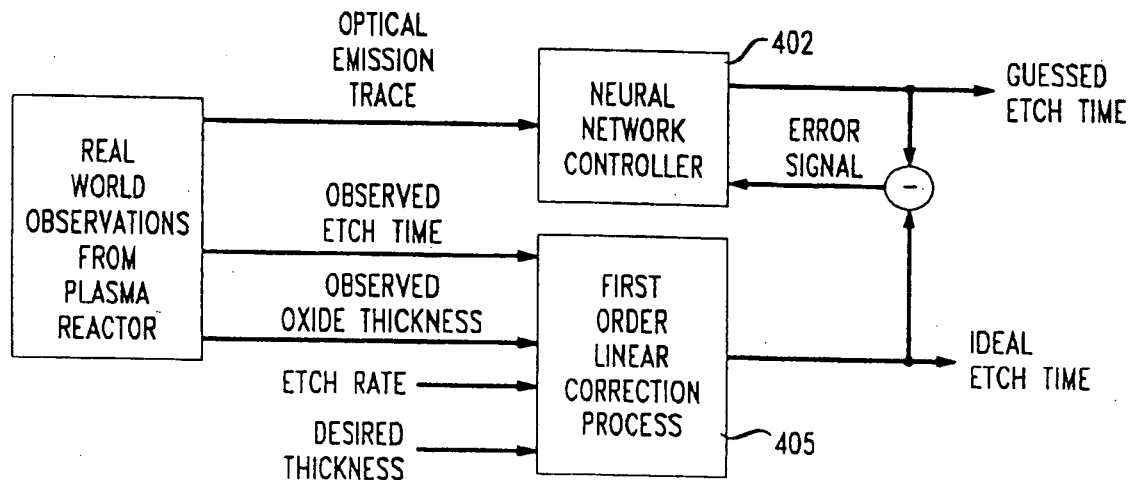 REAL
WORLD
OBSERVATIONS
FROM
PLASMA
REACTOR
OPTICAL
EMISSION
TRACE
OBSERVED
ETCH TIME
OBSERVED
OXIDE THICKNESS
ETCH RATE
DESIRED
THICKNESS
402
NEURAL
NETWORK
CONTROLLER
FIRST
ORDER
LINEAR
CORRECTION
PROCESS
405
ERROR
SIGNAL
-
GUESSED
ETCH TIME
IDEAL
ETCH TIME